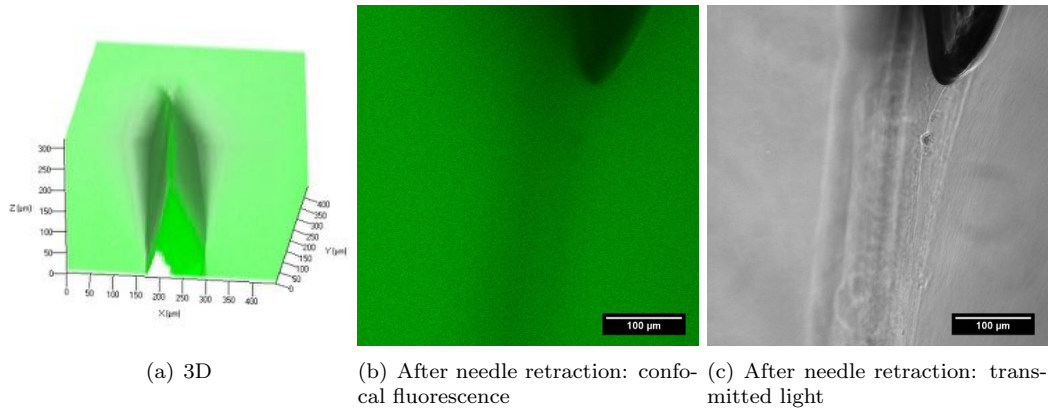 300
250
200
150
100
50
0
Z [µm]
0
50
100
150
200
250
300
400
X [µm]
400
350
300
250
200
150
100
50
0
Y [µm]
100 µm
100 µm
(a) 3D
(b) After needle retraction: confo-
cal fluorescence
(c) After needle retraction: trans-
mitted light